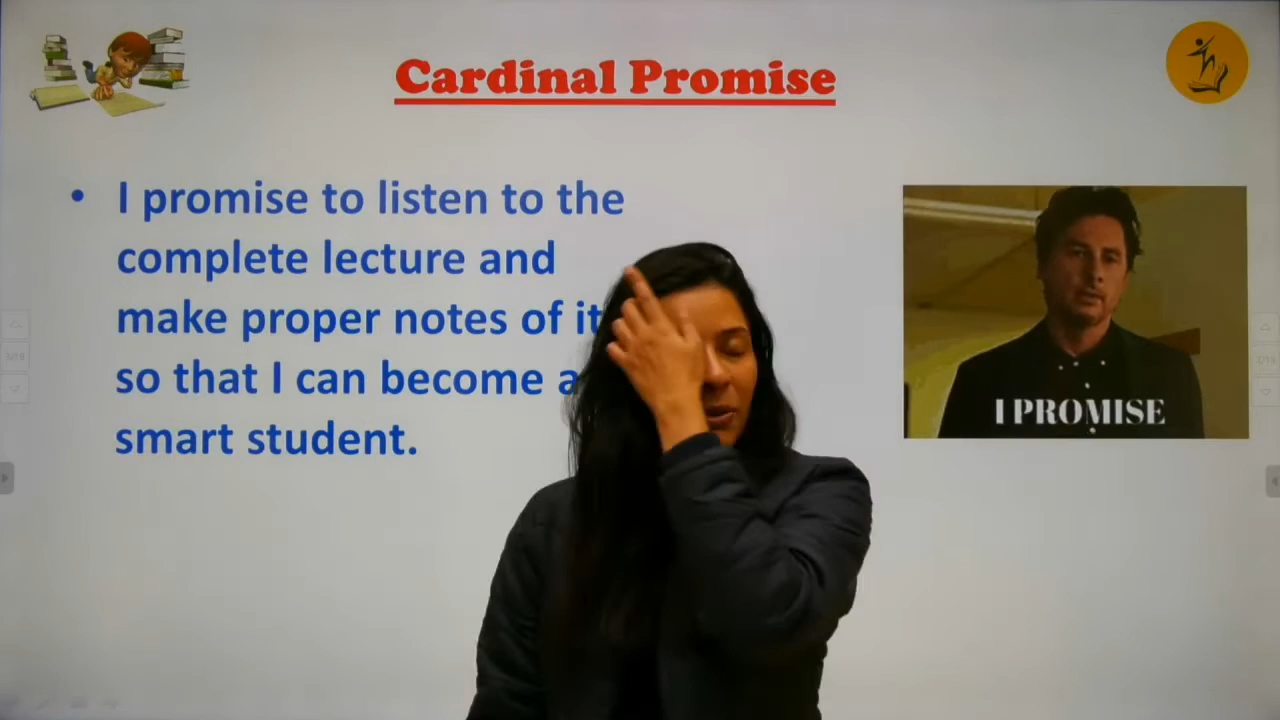 Cardinal Promise
• I promise to listen to the
complete lecture and
make proper notes of it
so that I can become a
smart student.
I PROMISE